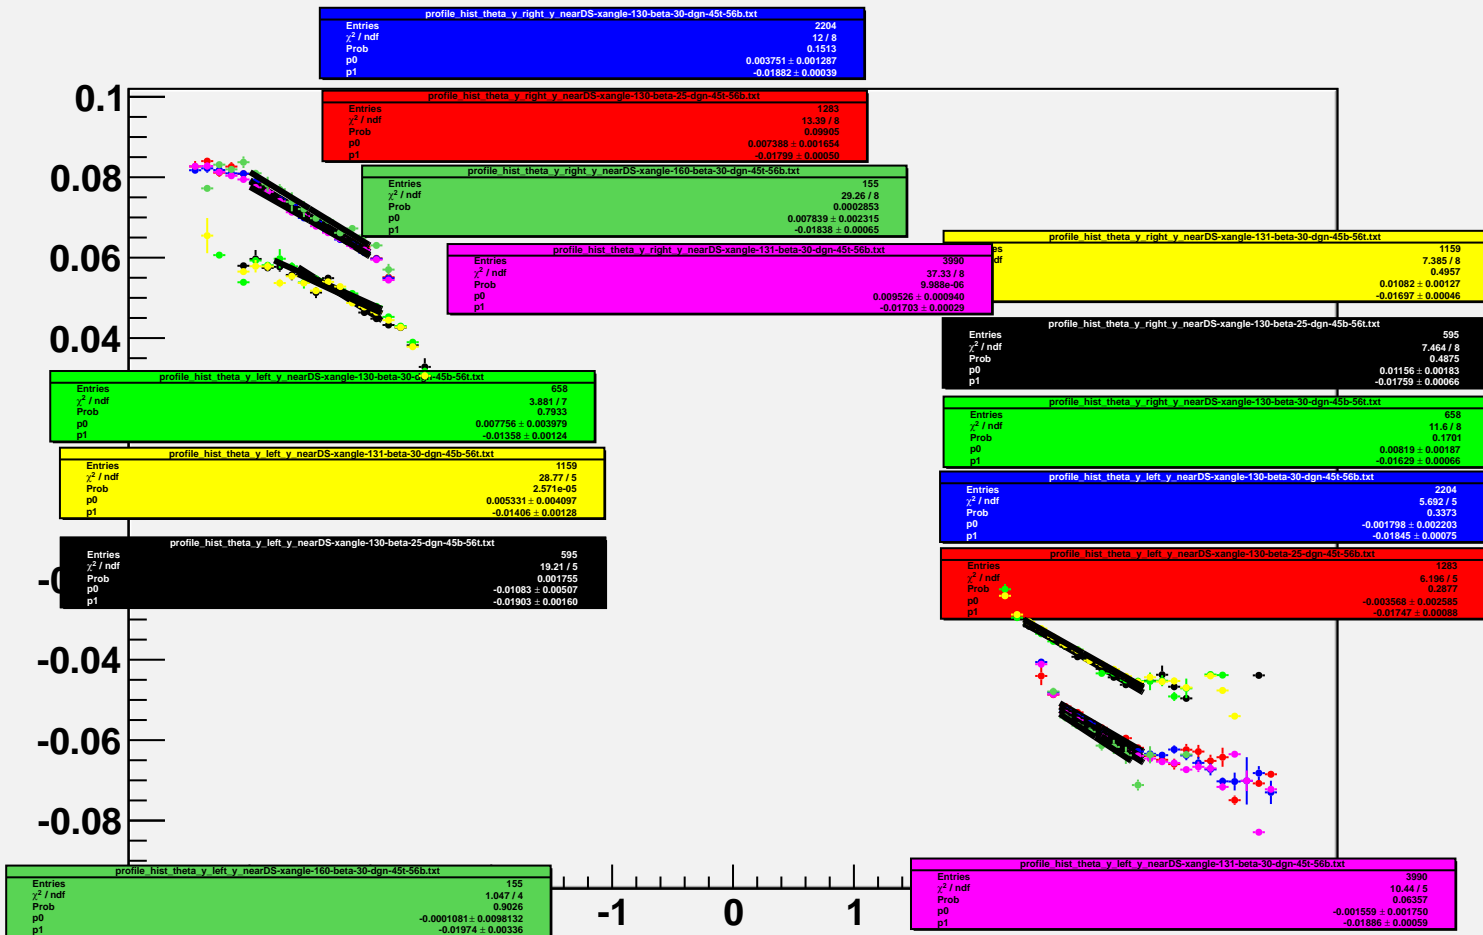 profile_hist_theta_y_right_y_nearDS-xangle-130-beta-30-dgn-45t-56b.txt
Entries 2204
χ² / ndf 12 / 8
Prob 0.1513
p0 0.003751 ± 0.001287
p1 -0.01882 ± 0.00039
profile_hist_theta_y_right_y_nearDS-xangle-130-beta-25-dgn-45t-56b.txt
Entries 1283
χ² / ndf 13.39 / 8
Prob 0.09905
p0 0.007388 ± 0.001654
p1 -0.01799 ± 0.00050
profile_hist_theta_y_right_y_nearDS-xangle-160-beta-30-dgn-45t-56b.txt
Entries 155
χ² / ndf 29.26 / 8
Prob 0.0002853
p0 0.007839 ± 0.002315
p1 -0.01838 ± 0.00065
profile_hist_theta_y_right_y_nearDS-xangle-131-beta-30-dgn-45t-56b.txt
Entries 3990
χ² / ndf 37.33 / 8
Prob 9.988e-06
p0 0.009526 ± 0.000940
p1 -0.01703 ± 0.00029
profile_hist_theta_y_right_y_nearDS-xangle-131-beta-30-dgn-45b-56t.txt
es 1159
df 7.385 / 8
0.4957
0.01082 ± 0.00127
-0.01697 ± 0.00046
profile_hist_theta_y_right_y_nearDS-xangle-130-beta-25-dgn-45b-56t.txt
Entries 595
χ² / ndf 7.464 / 8
Prob 0.4875
p0 0.01156 ± 0.00183
p1 -0.01759 ± 0.00066
profile_hist_theta_y_right_y_nearDS-xangle-130-beta-30-dgn-45b-56t.txt
Entries 658
χ² / ndf 11.6 / 8
Prob 0.1701
p0 0.00819 ± 0.00187
p1 -0.01629 ± 0.00066
profile_hist_theta_y_left_y_nearDS-xangle-130-beta-30-dgn-45t-56b.txt
Entries 2204
χ² / ndf 5.692 / 5
Prob 0.3373
p0 -0.001798 ± 0.002203
p1 -0.01845 ± 0.00075
profile_hist_theta_y_left_y_nearDS-xangle-130-beta-25-dgn-45t-56b.txt
Entries 1283
χ² / ndf 6.196 / 5
Prob 0.2877
p0 -0.003568 ± 0.002585
p1 -0.01747 ± 0.00088
profile_hist_theta_y_left_y_nearDS-xangle-130-beta-30-dgn-45b-56t.txt
Entries 658
χ² / ndf 3.881 / 7
Prob 0.7933
p0 0.007756 ± 0.003979
p1 -0.01358 ± 0.00124
profile_hist_theta_y_left_y_nearDS-xangle-131-beta-30-dgn-45b-56t.txt
Entries 1159
χ² / ndf 28.77 / 5
Prob 2.571e-05
p0 0.005331 ± 0.004097
p1 -0.01406 ± 0.00128
profile_hist_theta_y_left_y_nearDS-xangle-130-beta-25-dgn-45b-56t.txt
Entries 595
χ² / ndf 19.21 / 5
Prob 0.001755
p0 -0.01083 ± 0.00507
p1 -0.01903 ± 0.00160
profile_hist_theta_y_left_y_nearDS-xangle-160-beta-30-dgn-45t-56b.txt
Entries 155
χ² / ndf 1.047 / 4
Prob 0.9026
p0 -0.0001081 ± 0.0098132
p1 -0.01974 ± 0.00336
profile_hist_theta_y_left_y_nearDS-xangle-131-beta-30-dgn-45t-56b.txt
Entries 3990
χ² / ndf 10.44 / 5
Prob 0.06357
p0 -0.001559 ± 0.001750
p1 -0.01886 ± 0.00059
0.1
0.08
0.06
0.04
-0.04
-0.06
-0.08
-1 0 1